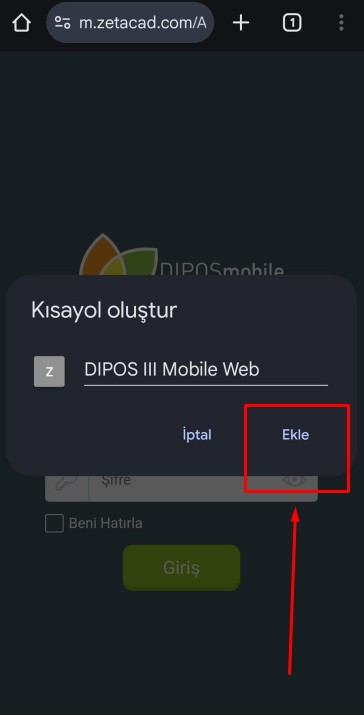 m.zetacad.com/A
1
DIPOSmobile
Kısayol oluştur
Z
DIPOS III Mobile Web
İptal
Ekle
Şifre
Beni Hatırla
Giriş